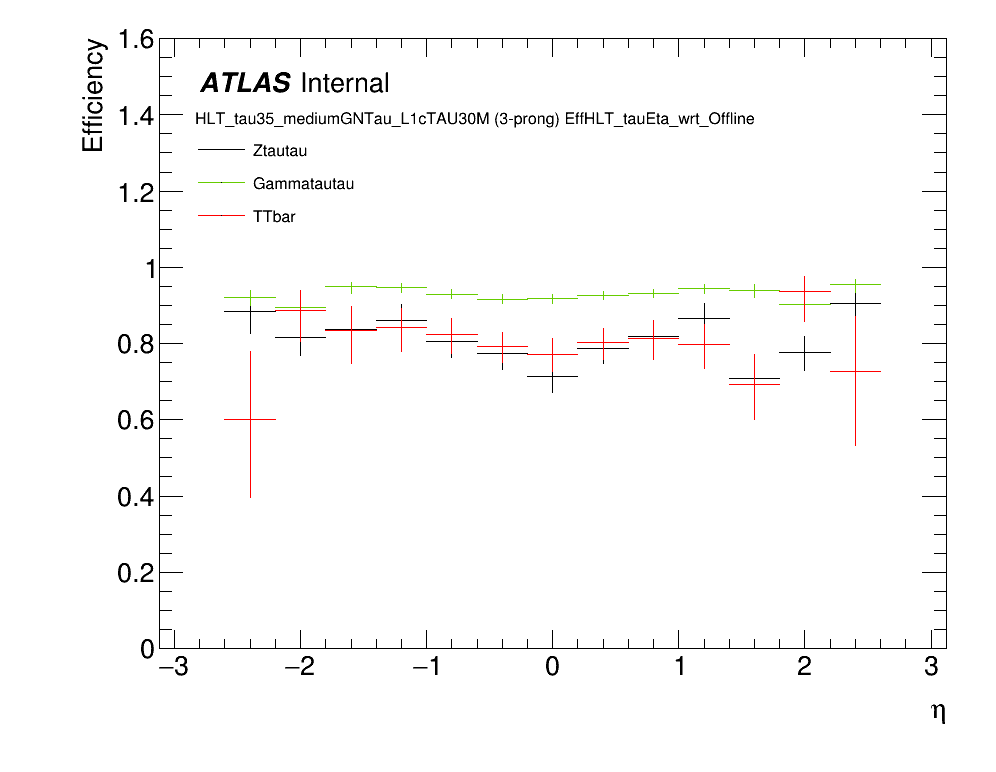 Efficiency
1.6
1.4
1.2
1
0.8
0.6
0.4
0.2
0
ATLAS Internal
HLT_tau35_mediumGNTau_L1cTAU30M (3-prong) EffHLT_tauEta_wrt_Offline
Ztautau
Gammatautau
TTbar
−3 −2 −1 0 1 2 3
η